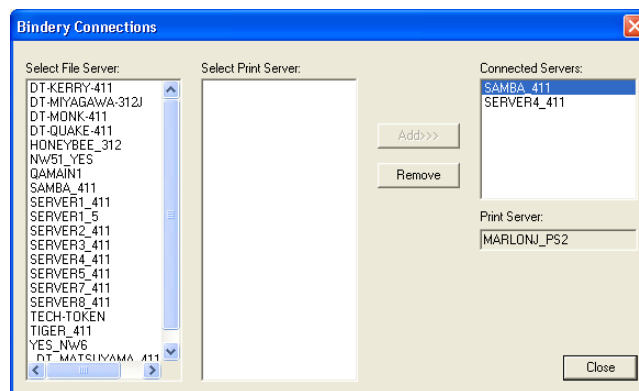 Bindery Connections
Select File Server:
DT-KERRY-411
DT-MIYAGAWA-312J
DT-MONK-411
DT-QUAKE-411
HONEYBEE_312
NW51_YES
QAMAIN1
SAMBA_411
SERVER1_411
SERVER1_5
SERVER2_411
SERVER3_411
SERVER4_411
SERVER5_411
SERVER7_411
SERVER8_411
TECH-TOKEN
TIGER_411
YES_NW6
_DT_MATSUYAMA_411
Select Print Server:
Add>>>
Remove
Connected Servers:
SAMBA_411
SERVER4_411
Print Server:
MARLONJ_PS2
Close